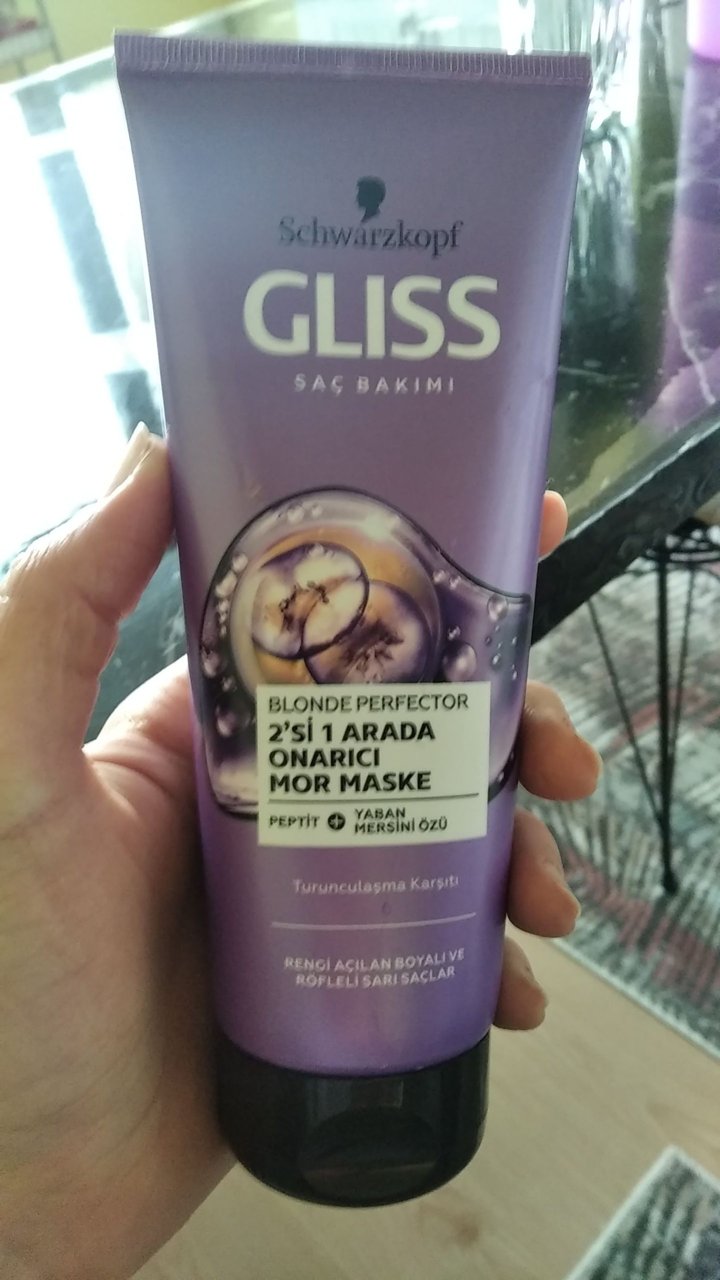 Schwarzkopf
GLISS
SAÇ BAKIMI
BLONDE PERFECTOR
2'Sİ 1 ARADA
ONARICI
MOR MASKE
PEPTİT + YABAN
MERSİNİ ÖZÜ
Turunculaşma Karşıtı
RENGİ AÇILAN BOYALI VE
RÖFLELİ SARI SAÇLAR